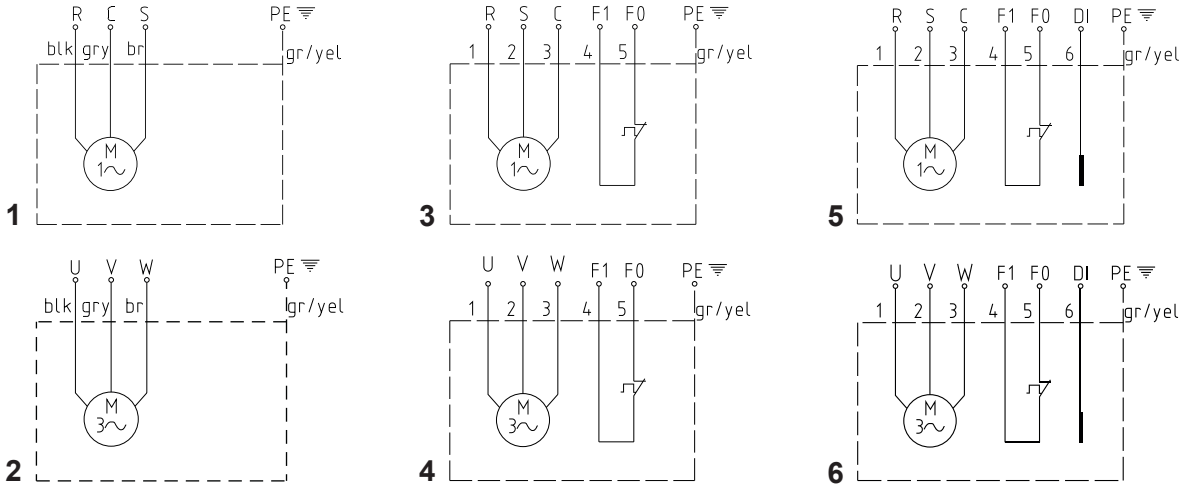 R C S PE
blk gry br gr/yel
M
1~
1
R S C F1 F0 PE
1 2 3 4 5 gr/yel
M
1~
3
R S C F1 F0 DI PE
1 2 3 4 5 6 gr/yel
M
1~
5
U V W PE
blk gry br gr/yel
M
3~
2
U V W F1 F0 PE
1 2 3 4 5 gr/yel
M
3~
4
U V W F1 F0 DI PE
1 2 3 4 5 6 gr/yel
M
3~
6